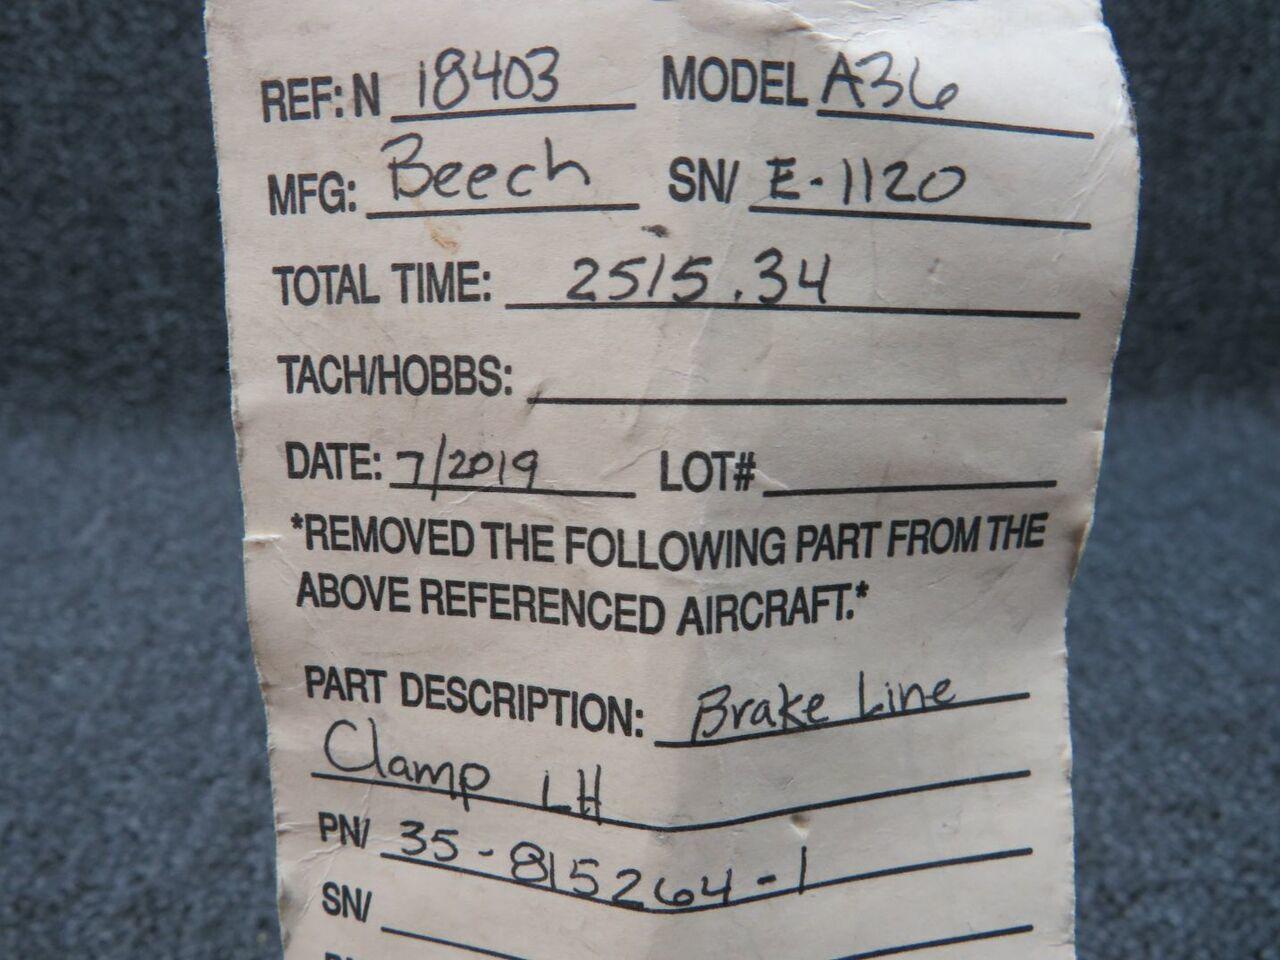 REF: N 18403 MODEL A36
MFG: Beech SN/ E-1120
TOTAL TIME: 2515.34
TACH/HOBBS:
DATE: 7/2019 LOT#
*REMOVED THE FOLLOWING PART FROM THE
ABOVE REFERENCED AIRCRAFT.*
PART DESCRIPTION: Brake Line
Clamp LH
PN/ 35-815264-1
SN/